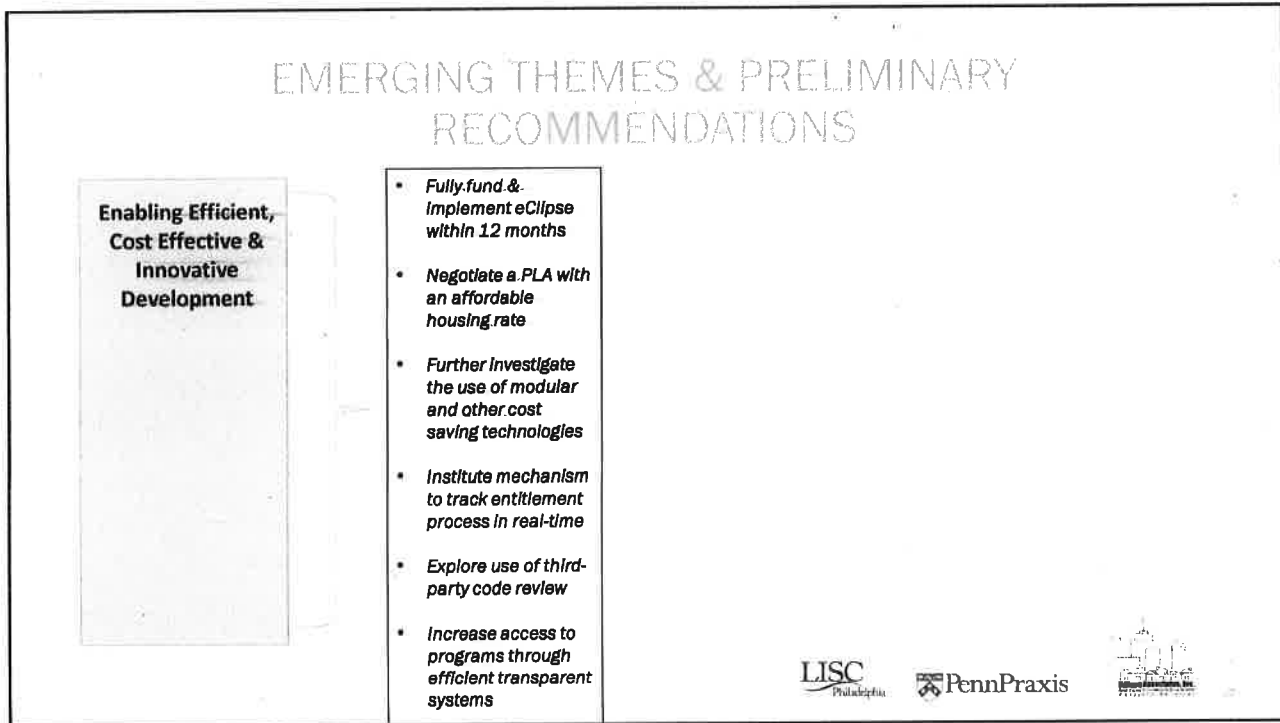 EMERGING THEMES & PRELIMINARY
RECOMMENDATIONS
Enabling Efficient,
Cost Effective &
Innovative
Development
• Fully fund &
implement eClipse
within 12 months
• Negotiate a PLA with
an affordable
housing rate
• Further investigate
the use of modular
and other cost
saving technologies
• Institute mechanism
to track entitlement
process in real-time
• Explore use of third-
party code review
• Increase access to
programs through
efficient transparent
systems
LISC
Philadelphia
PennPraxis